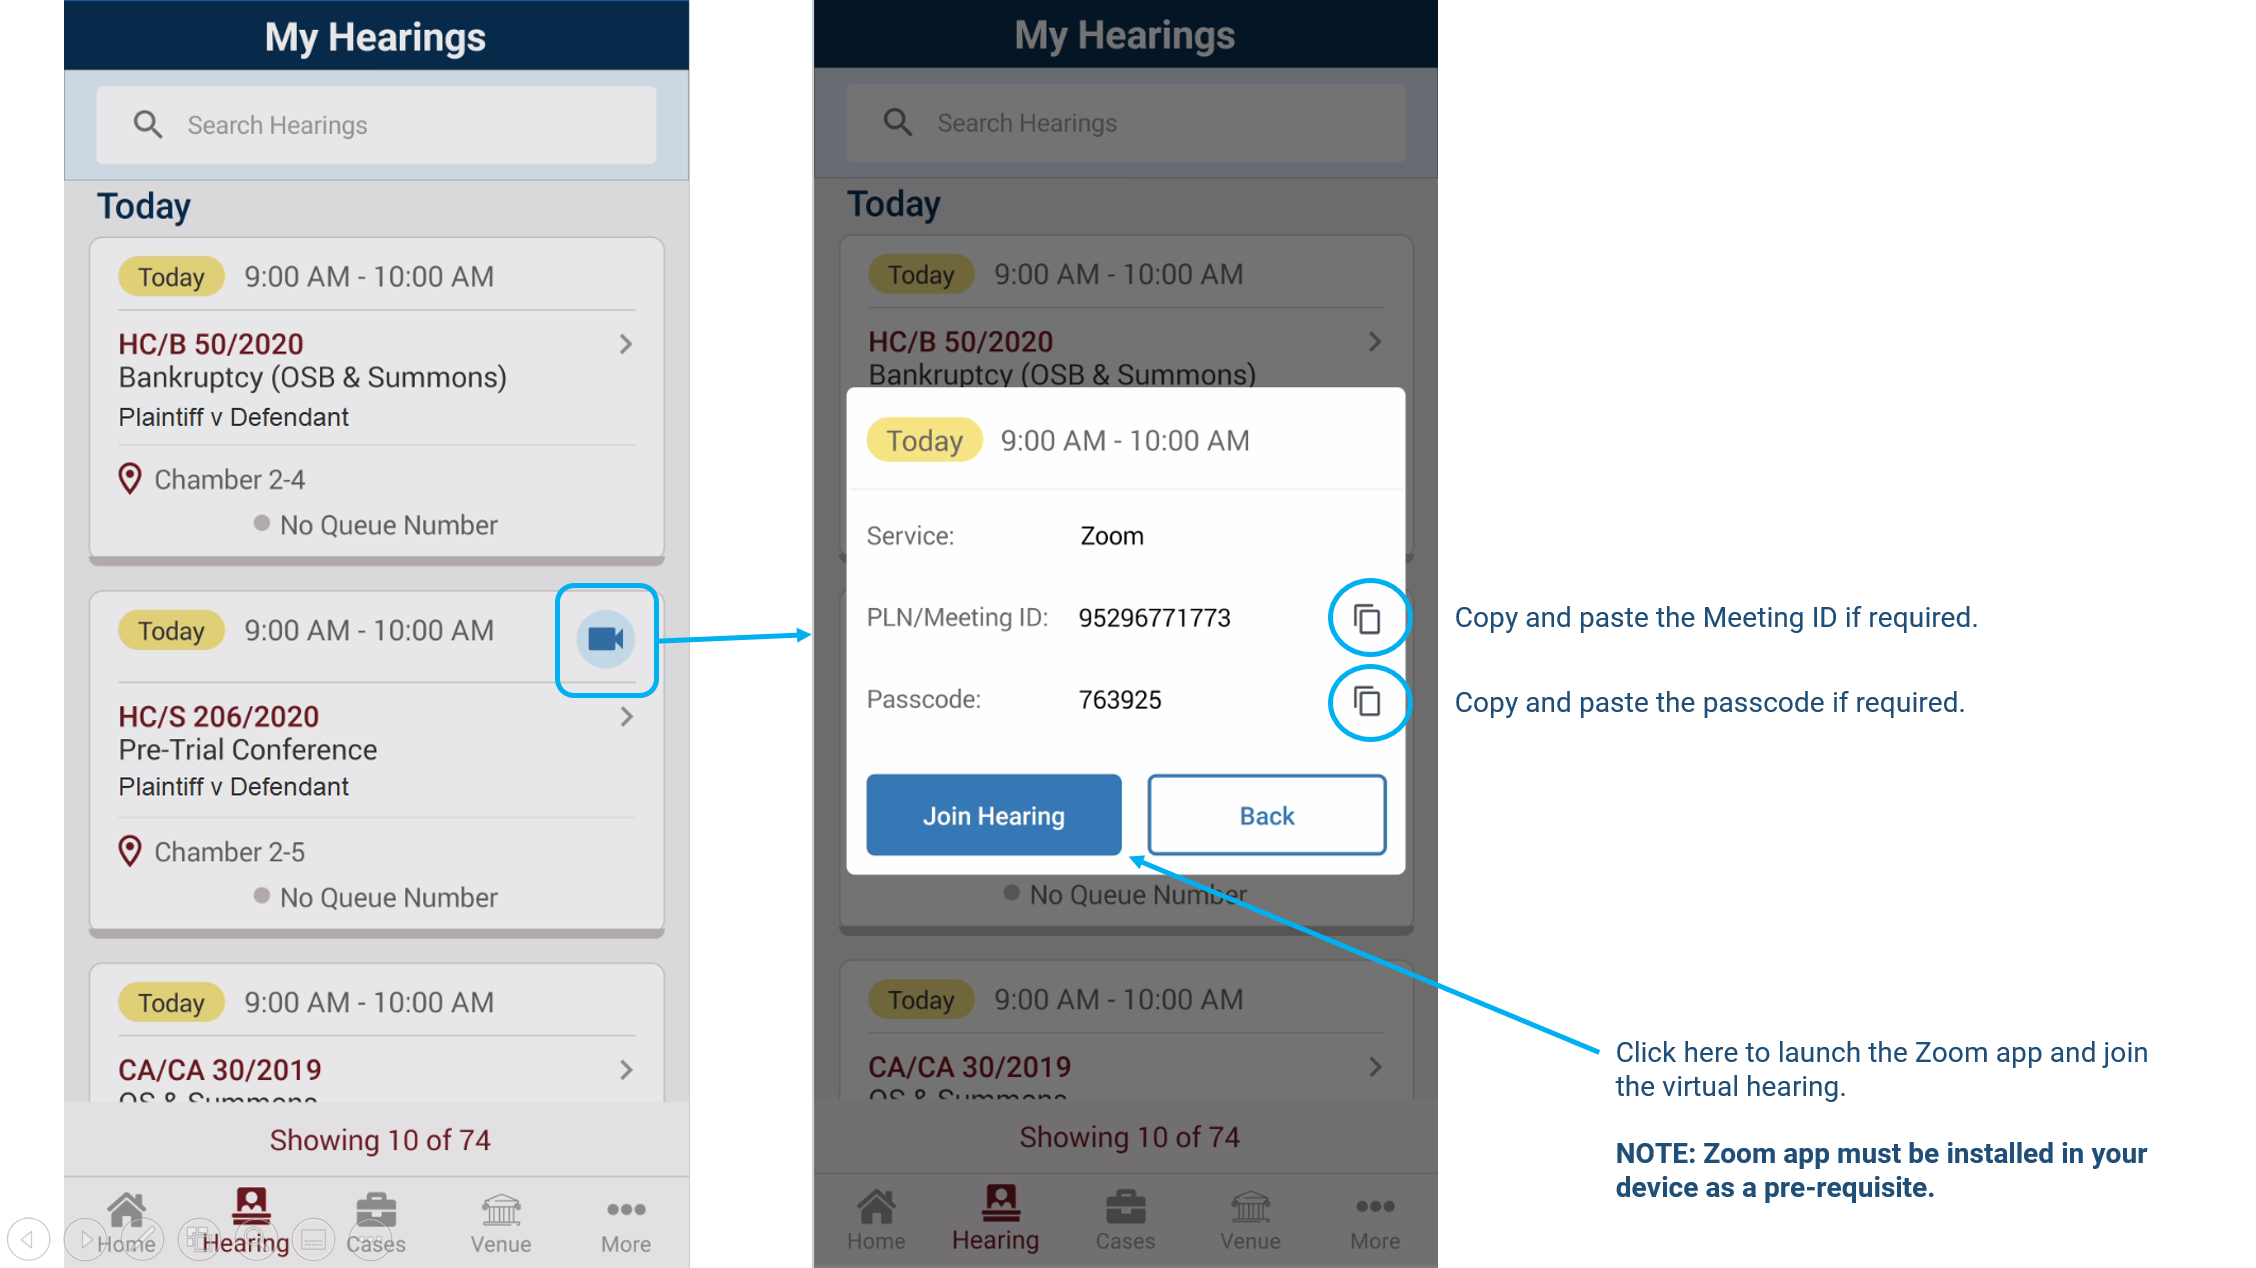 My Hearings
Search Hearings
Today
Today 9:00 AM - 10:00 AM
HC/B 50/2020
Bankruptcy (OSB & Summons)
Plaintiff v Defendant
Chamber 2-4
No Queue Number
Today 9:00 AM - 10:00 AM
HC/S 206/2020
Pre-Trial Conference
Plaintiff v Defendant
Chamber 2-5
No Queue Number
Today 9:00 AM - 10:00 AM
CA/CA 30/2019
OS & Summons
Showing 10 of 74
Home Hearing Cases Venue More
My Hearings
Search Hearings
Today
Today 9:00 AM - 10:00 AM
HC/B 50/2020
Bankruptcy (OSB & Summons)
Today 9:00 AM - 10:00 AM
Service: Zoom
PLN/Meeting ID: 95296771773
Passcode: 763925
Join Hearing Back
No Queue Number
Today 9:00 AM - 10:00 AM
CA/CA 30/2019
OS & Summons
Showing 10 of 74
Home Hearing Cases Venue More
Copy and paste the Meeting ID if required.
Copy and paste the passcode if required.
Click here to launch the Zoom app and join
the virtual hearing.
NOTE: Zoom app must be installed in your
device as a pre-requisite.